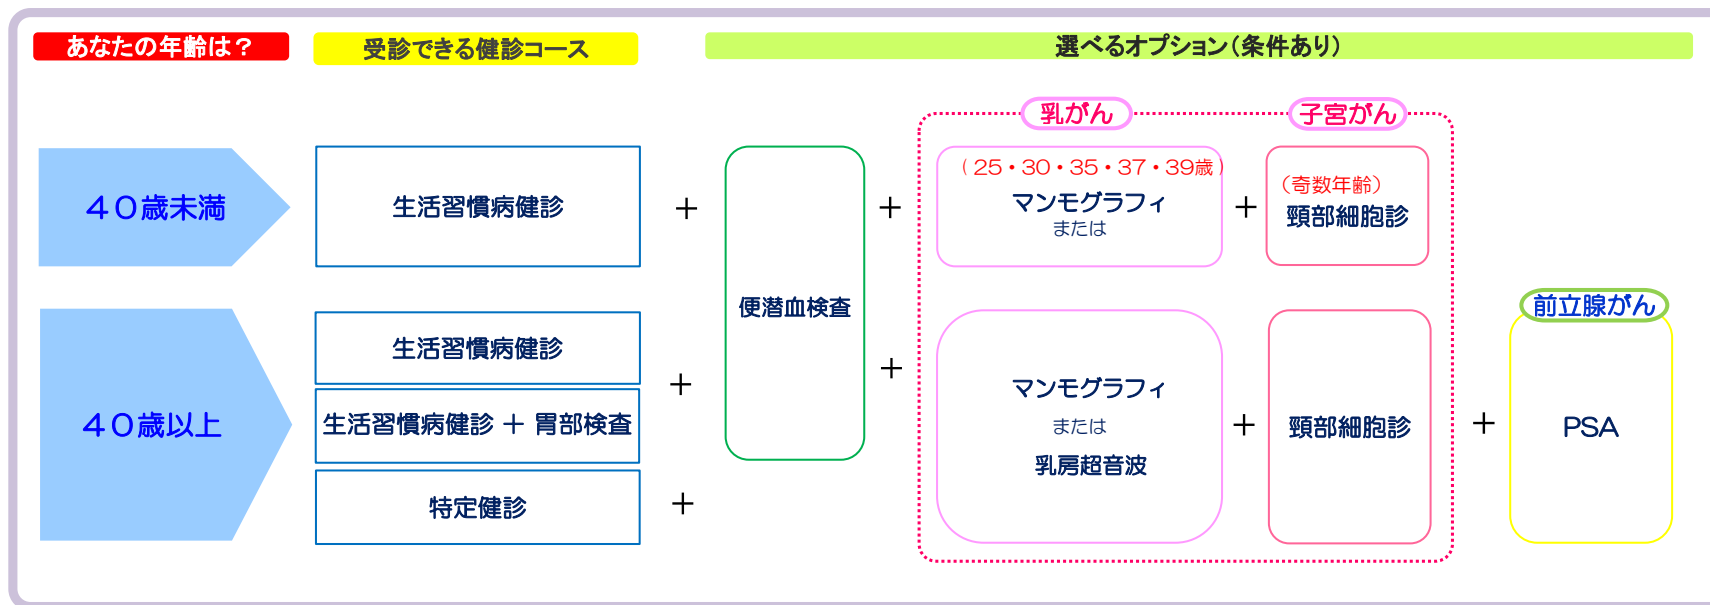 あなたの年齢は？
受診できる健診コース
選べるオプション（条件あり）
乳がん
子宮がん
４０歳未満
生活習慣病健診
＋
便潜血検査
＋
（25・30・35・37・39歳）
マンモグラフィ
または
＋
（奇数年齢）
頸部細胞診
４０歳以上
生活習慣病健診
生活習慣病健診 ＋ 胃部検査
特定健診
＋
＋
＋
マンモグラフィ
または
乳房超音波
＋
頸部細胞診
＋
前立腺がん
PSA